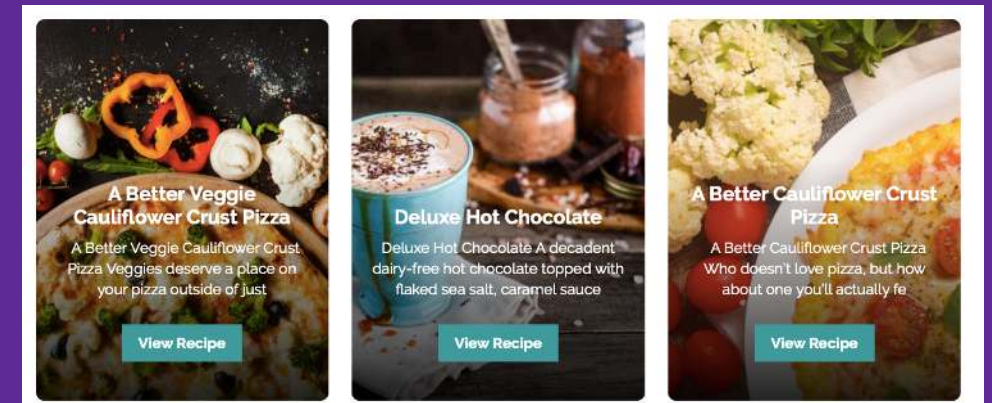 A Better Veggie
Cauliflower Crust Pizza
A Better Veggie Cauliflower Crust
Pizza Veggies deserve a place on
your pizza outside of just
View Recipe
Deluxe Hot Chocolate
Deluxe Hot Chocolate A decadent
dairy-free hot chocolate topped with
flaked sea salt, caramel sauce
View Recipe
A Better Cauliflower Crust
Pizza
A Better Cauliflower Crust Pizza
Who doesn't love pizza, but how
about one you'll actually fe
View Recipe